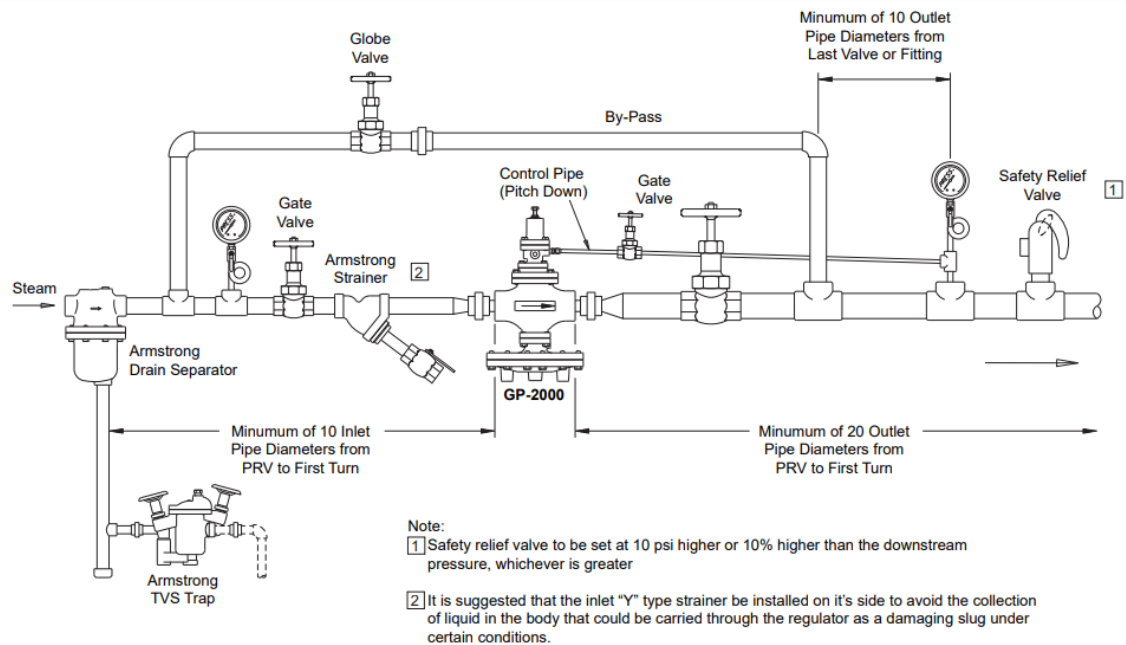 Minumum of 10 Outlet
Pipe Diameters from
Last Valve or Fitting
Globe
Valve
By-Pass
Control Pipe
(Pitch Down)
Gate
Valve
Safety Relief
Valve
1
Gate
Valve
Armstrong
Strainer
2
Steam
Armstrong
Drain Separator
GP-2000
Minumum of 10 Inlet
Pipe Diameters from
PRV to First Turn
Minumum of 20 Outlet
Pipe Diameters from
PRV to First Turn
Armstrong
TVS Trap
Note:
1 Safety relief valve to be set at 10 psi higher or 10% higher than the downstream
pressure, whichever is greater
2 It is suggested that the inlet “Y” type strainer be installed on it’s side to avoid the collection
of liquid in the body that could be carried through the regulator as a damaging slug under
certain conditions.